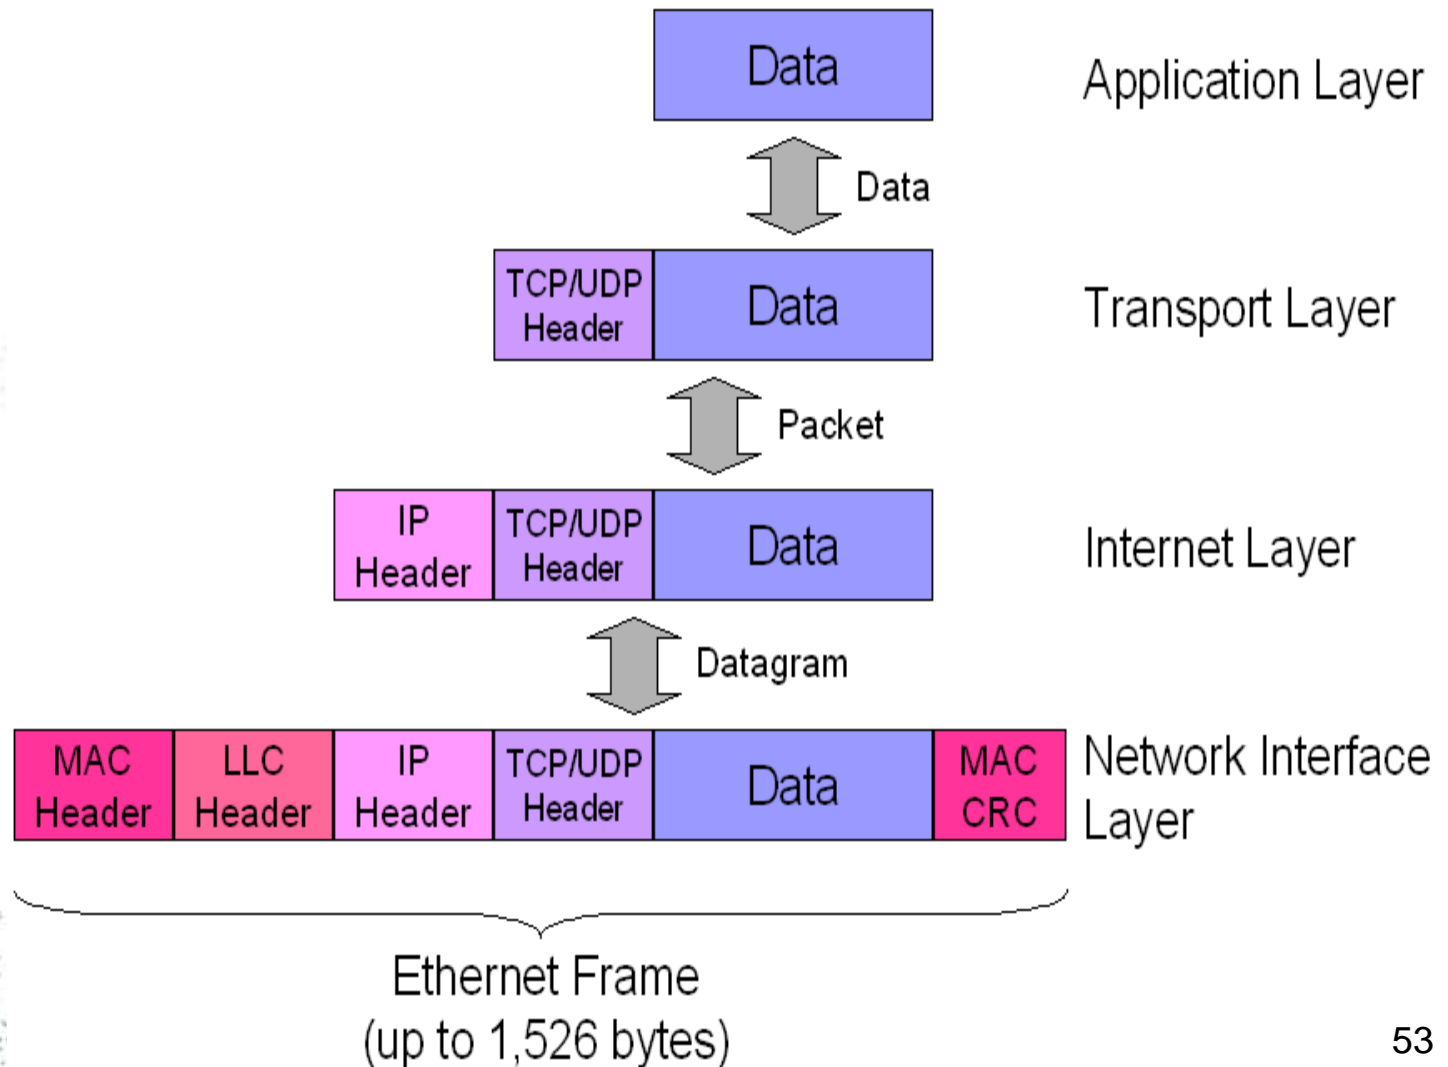 Data
Application Layer
Data
TCP/UDP
Header
Data
Transport Layer
Packet
IP
Header
TCP/UDP
Header
Data
Internet Layer
Datagram
MAC
Header
LLC
Header
IP
Header
TCP/UDP
Header
Data
MAC
CRC
Network Interface
Layer
Ethernet Frame
(up to 1,526 bytes)
53